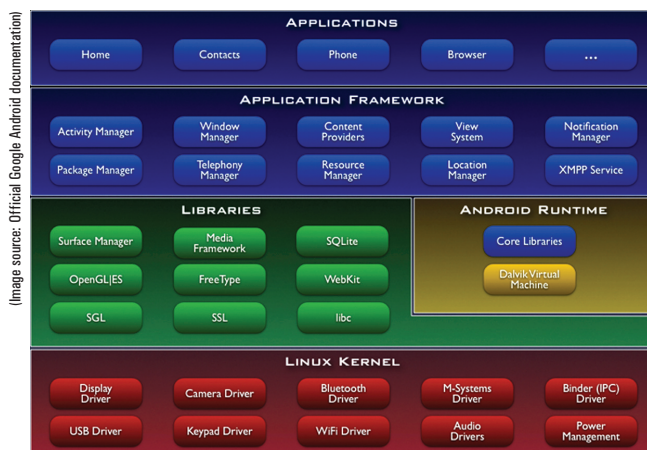 (Image source: Official Google Android documentation)
APPLICATIONS
Home
Contacts
Phone
Browser
...
APPLICATION FRAMEWORK
Activity Manager
Window
Manager
Content
Providers
View
System
Notification
Manager
Package Manager
Telephony
Manager
Resource
Manager
Location
Manager
XMPP Service
LIBRARIES
Surface Manager
Media
Framework
SQLite
OpenGL|ES
FreeType
WebKit
SGL
SSL
libc
ANDROID RUNTIME
Core Libraries
Dalvik Virtual
Machine
LINUX KERNEL
Display
Driver
Camera Driver
Bluetooth
Driver
M-Systems
Driver
Binder (IPC)
Driver
USB Driver
Keypad Driver
WiFi Driver
Audio
Drivers
Power
Management